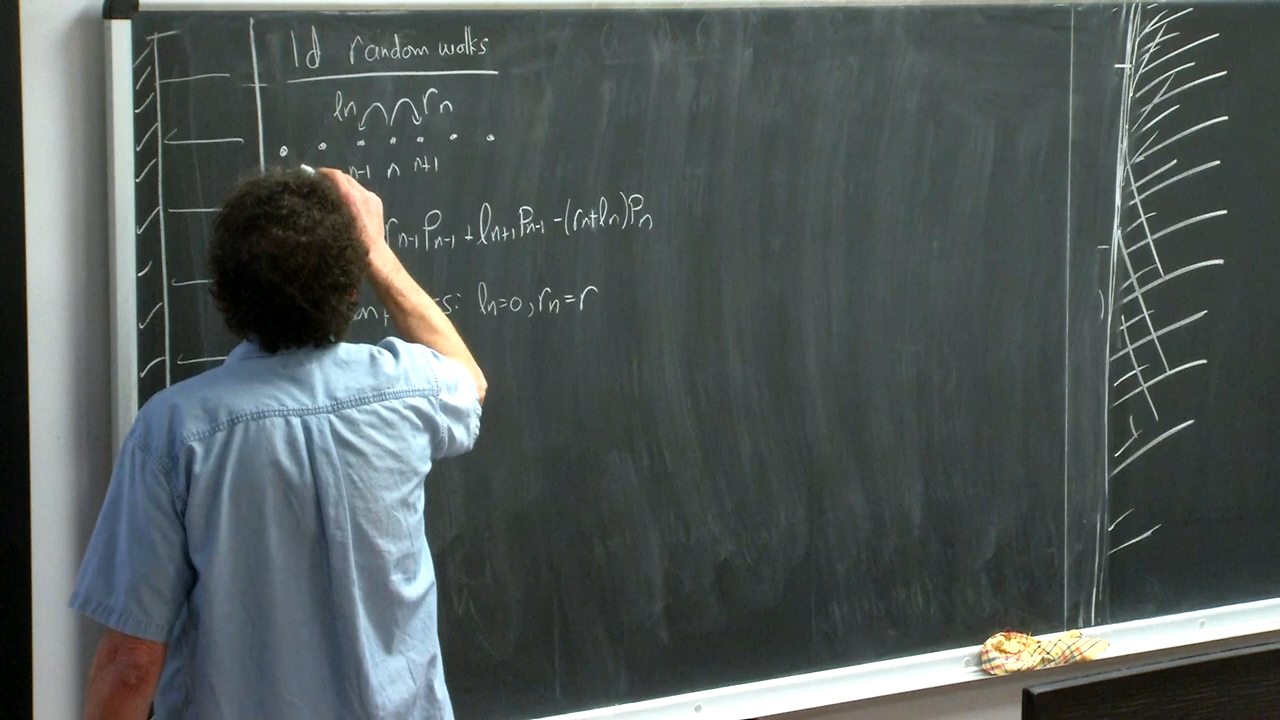 1d random walks
ln rn
n-1 n n+1
rn-1 Pn-1 + ln+1 Pn-1 - (rn+ln)Pn
ln=0, rn=r